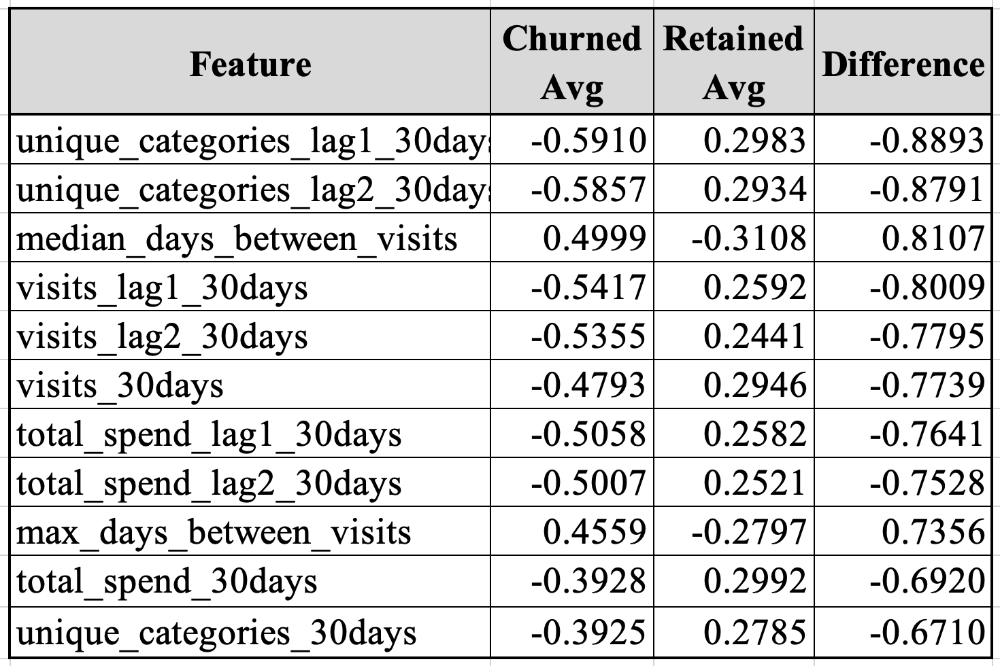 Feature Churned Avg Retained Avg Difference
unique_categories_lag1_30day -0.5910 0.2983 -0.8893
unique_categories_lag2_30day -0.5857 0.2934 -0.8791
median_days_between_visits 0.4999 -0.3108 0.8107
visits_lag1_30days -0.5417 0.2592 -0.8009
visits_lag2_30days -0.5355 0.2441 -0.7795
visits_30days -0.4793 0.2946 -0.7739
total_spend_lag1_30days -0.5058 0.2582 -0.7641
total_spend_lag2_30days -0.5007 0.2521 -0.7528
max_days_between_visits 0.4559 -0.2797 0.7356
total_spend_30days -0.3928 0.2992 -0.6920
unique_categories_30days -0.3925 0.2785 -0.6710